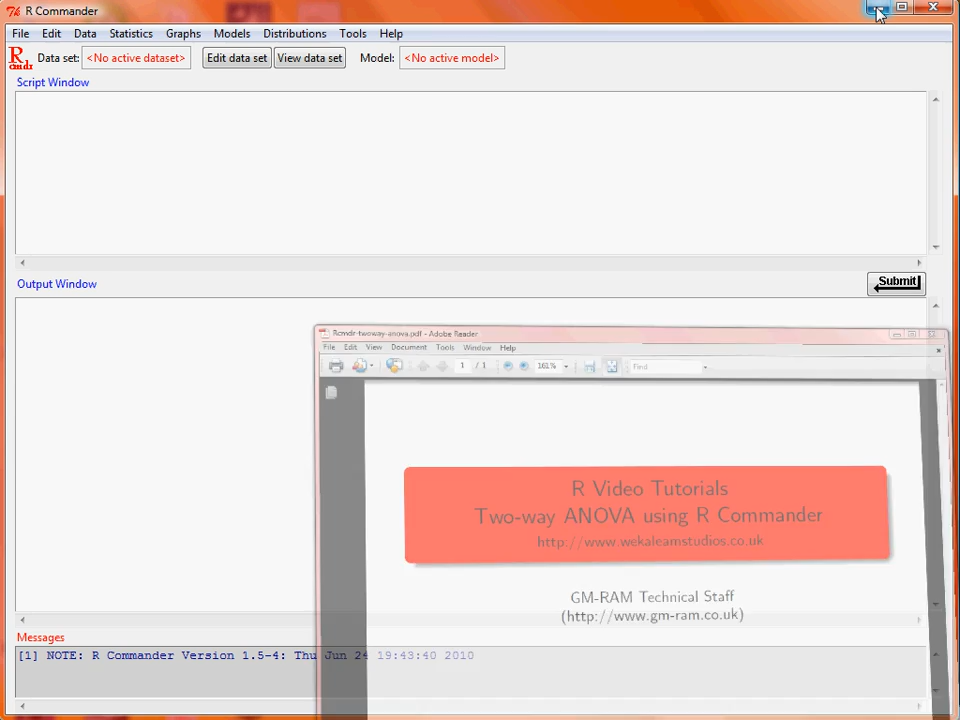 R Commander
File Edit Data Statistics Graphs Models Distributions Tools Help
R cmdr Data set: <No active dataset> Edit data set View data set Model: <No active model>
Script Window
Output Window
Submit
Rcmdr-twoway-anova.pdf - Adobe Reader
File Edit View Document Tools Window Help
1 / 1 161% Find
R Video Tutorials
Two-way ANOVA using R Commander
http://www.wekaleamstudios.co.uk
GM-RAM Technical Staff
(http://www.gm-ram.co.uk)
Messages
[1] NOTE: R Commander Version 1.5-4: Thu Jun 24 19:43:40 2010